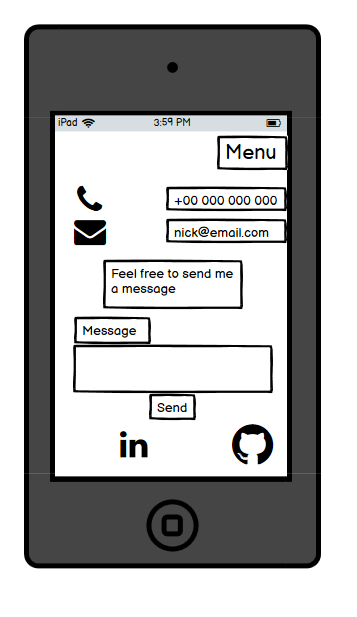 iPad 3:59 PM
Menu
+00 000 000 000
nick@email.com
Feel free to send me
a message
Message
Send
in